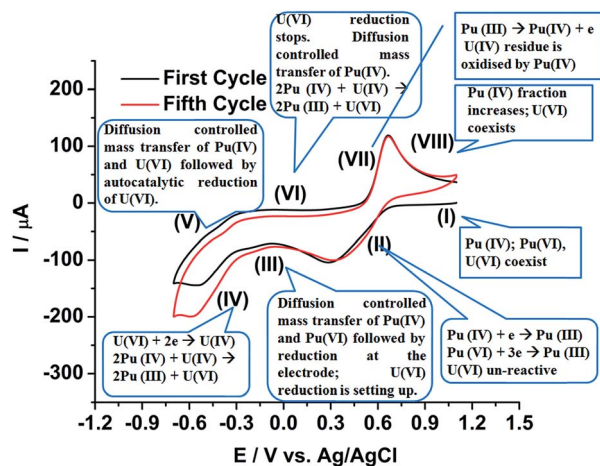 U(VI) reduction
stops. Diffusion
controlled mass
transfer of Pu(IV).
2Pu (IV) + U(IV) →
2Pu (III) + U(VI)
Pu (III) → Pu(IV) + e
U(IV) residue is
oxidised by Pu(IV)
Pu (IV) fraction
increases; U(VI)
coexists
First Cycle
Fifth Cycle
Diffusion controlled
mass transfer of Pu(IV)
and U(VI) followed by
autocatalytic reduction
of U(VI).
(I)
(II)
(III)
(IV)
(V)
(VI)
(VII)
(VIII)
Pu (IV); Pu(VI),
U(VI) coexist
U(VI) + 2e → U(IV)
2Pu (IV) + U(IV) →
2Pu (III) + U(VI)
Diffusion controlled
mass transfer of Pu(IV)
and Pu(VI) followed by
reduction at the
electrode; U(VI)
reduction is setting up.
Pu (IV) + e → Pu (III)
Pu (VI) + 3e → Pu (III)
U(VI) un-reactive
I / µA
200
100
0
-100
-200
-300
-1.2 -0.9 -0.6 -0.3 0.0 0.3 0.6 0.9 1.2
E / V vs. Ag/AgCl